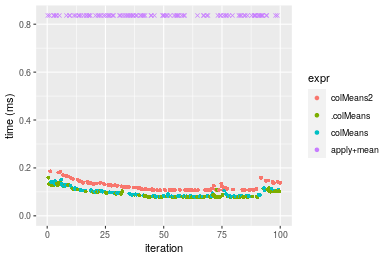 0.8
0.6
0.4
0.2
0.0
time (ms)
0
25
50
75
100
iteration
expr
colMeans2
.colMeans
colMeans
apply+mean